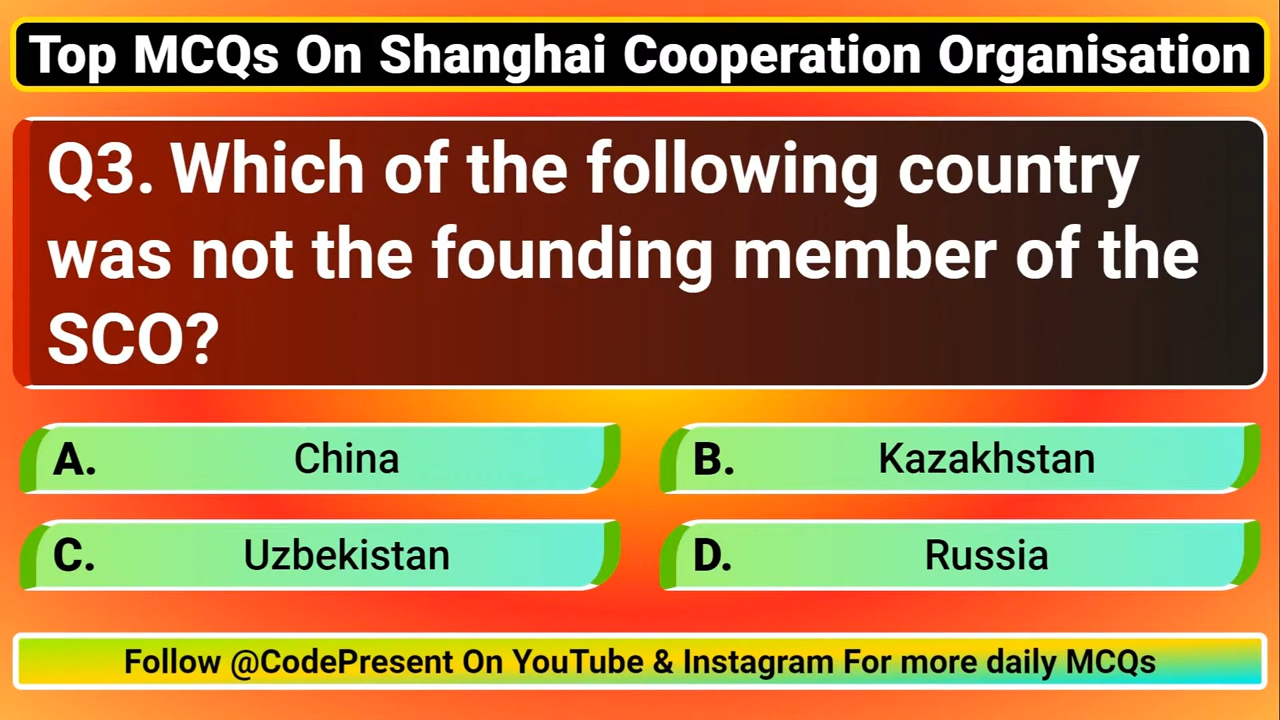 Top MCQs On Shanghai Cooperation Organisation
Q3. Which of the following country
was not the founding member of the
SCO?
A. China
B. Kazakhstan
C. Uzbekistan
D. Russia
Follow @CodePresent On YouTube & Instagram For more daily MCQs